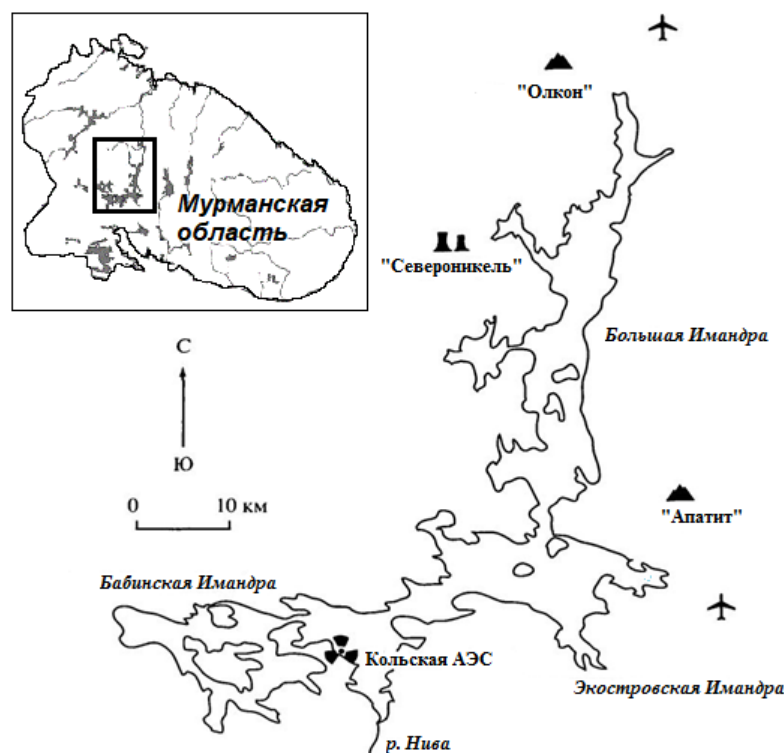 "Олкон"
Мурманская
область
"Североникель"
Большая Имандра
С
Ю
0 10 км
"Апатит"
Бабинская Имандра
Кольская АЭС
Экостровская Имандра
р. Нива